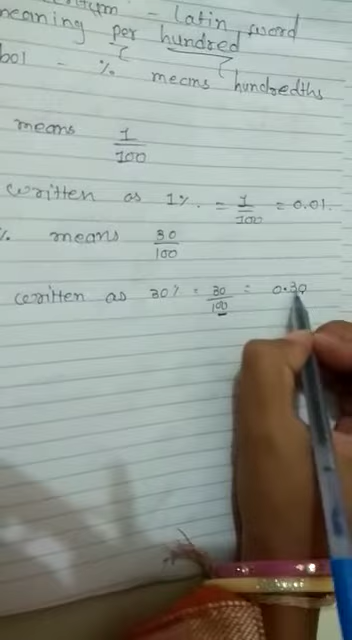 - Latin word
meaning per hundred
- % means hundredths
means 1/100
written as 1% = 1/100 = 0.01.
% means 30/100
written as 30% = 30/100 = 0.30